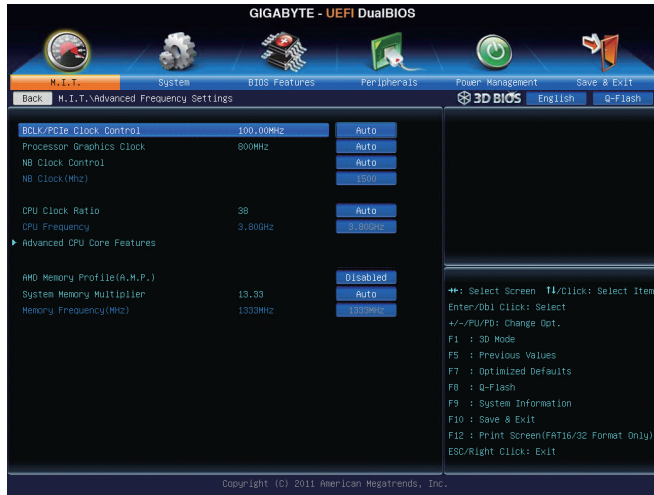 GIGABYTE - UEFI DualBIOS
M.I.T. System BIOS Features Peripherals Power Management Save & Exit
Back M.I.T.\Advanced Frequency Settings 3D BIOS English Q-Flash
BCLK/PCIe Clock Control 100.00MHz Auto
Processor Graphics Clock 800MHz Auto
NB Clock Control Auto
NB Clock(Mhz) 1500
CPU Clock Ratio 38 Auto
CPU Frequency 3.80GHz 3.80GHz
Advanced CPU Core Features
AMD Memory Profile(A.M.P.) Disabled
System Memory Multiplier 13.33 Auto
Memory Frequency(MHz) 1333MHz 1333MHz
→←: Select Screen ↑↓/Click: Select Item
Enter/Dbl Click: Select
+/-/PU/PD: Change Opt.
F1 : 3D Mode
F5 : Previous Values
F7 : Optimized Defaults
F8 : Q-Flash
F9 : System Information
F10 : Save & Exit
F12 : Print Screen(FAT16/32 Format Only)
ESC/Right Click: Exit
Copyright (C) 2011 American Megatrends, Inc.